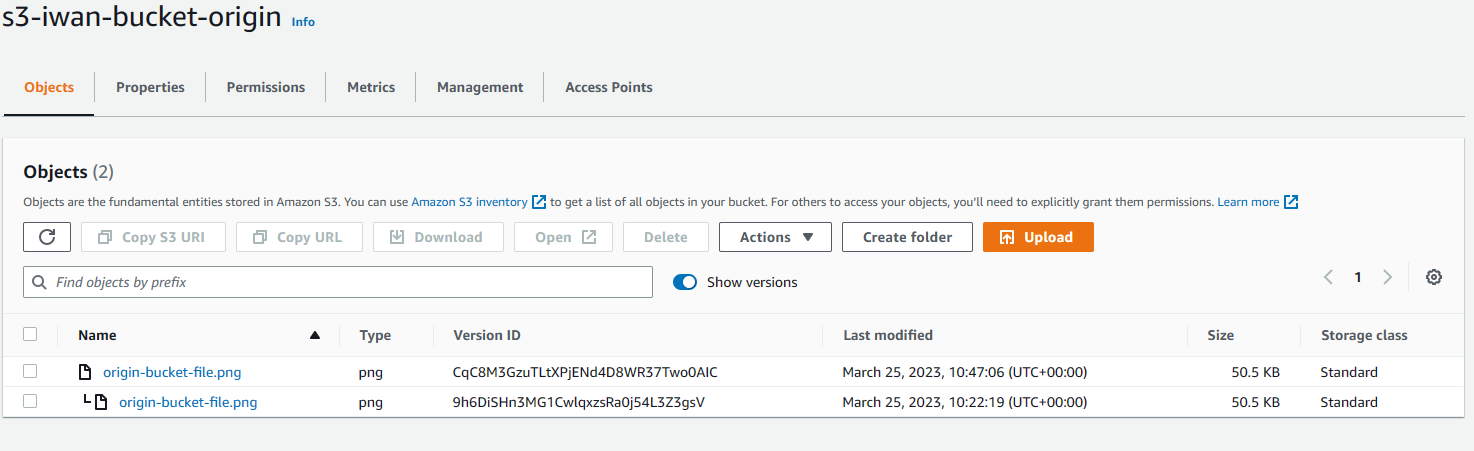 s3-iwan-bucket-origin Info
Objects Properties Permissions Metrics Management Access Points
Objects (2)
Objects are the fundamental entities stored in Amazon S3. You can use Amazon S3 inventory to get a list of all objects in your bucket. For others to access your objects, you'll need to explicitly grant them permissions. Learn more
Copy S3 URI Copy URL Download Open Delete Actions Create folder Upload
Find objects by prefix Show versions 1
Name Type Version ID Last modified Size Storage class
origin-bucket-file.png png CqC8M3GzuTLtXPjENd4D8WR37Two0AIC March 25, 2023, 10:47:06 (UTC+00:00) 50.5 KB Standard
origin-bucket-file.png png 9h6DiSHn3MG1CwlqxzsRa0j54L3Z3gsV March 25, 2023, 10:22:19 (UTC+00:00) 50.5 KB Standard